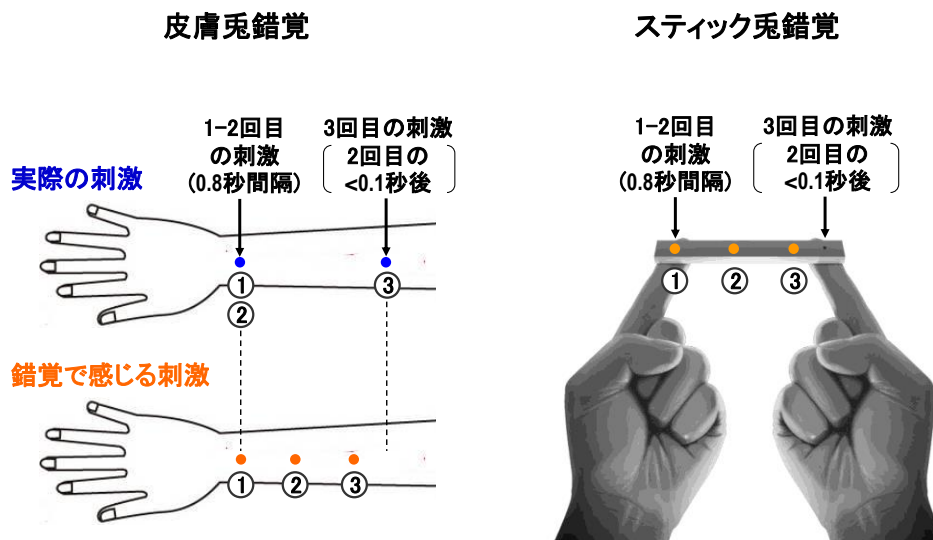 皮膚兎錯覚
スティック兎錯覚
1-2回目
の刺激
(0.8秒間隔)
3回目の刺激
2回目の
<0.1秒後
実際の刺激
①
②
③
錯覚で感じる刺激
①
②
③
1-2回目
の刺激
(0.8秒間隔)
3回目の刺激
2回目の
<0.1秒後
①
②
③